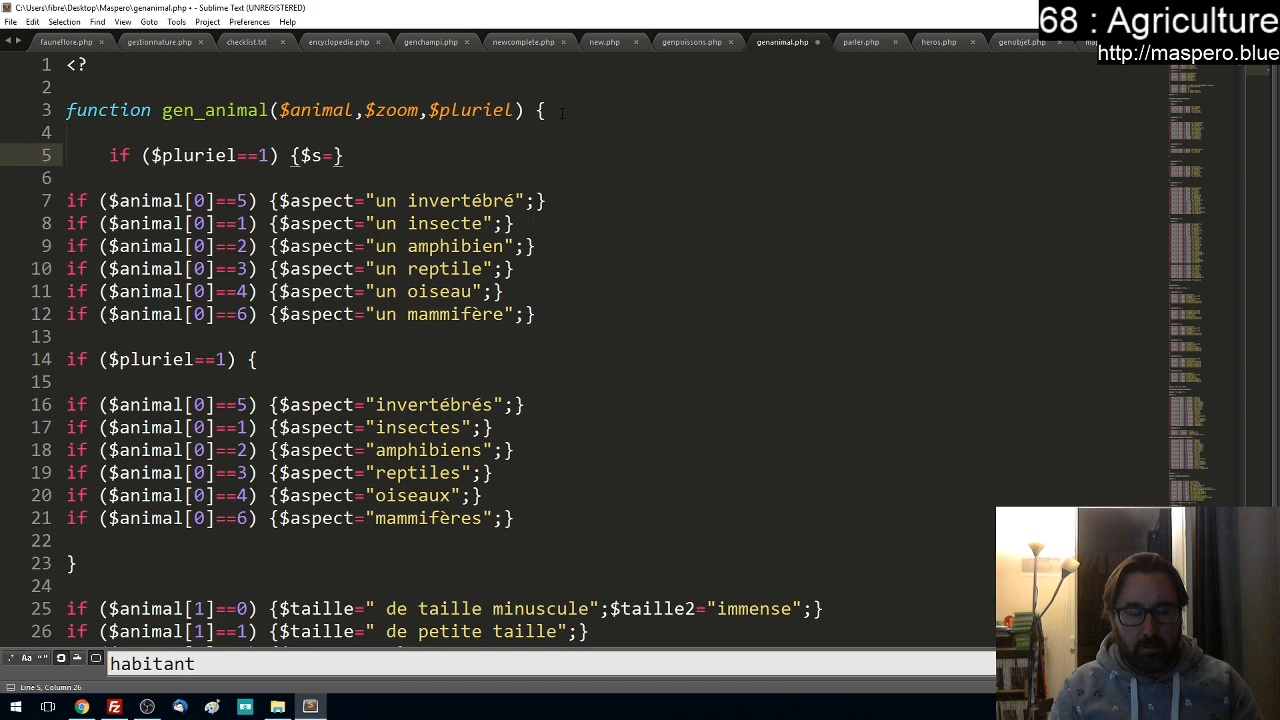 C:\Users\fibre\Desktop\Maspero\genanimal.php • - Sublime Text (UNREGISTERED)
File Edit Selection Find View Goto Tools Project Preferences Help
68 : Agriculture
http://maspero.blue
fauneflore.php gestionnature.php checklist.txt encyclopedie.php genchampi.php newcomplete.php new.php genpoissons.php genanimal.php parler.php heros.php genobjet.php
1 <?
2
3 function gen_animal($animal,$zoom,$pluriel) {
4
5 if ($pluriel==1) {$s=}
6
7 if ($animal[0]==5) {$aspect="un invertébré";}
8 if ($animal[0]==1) {$aspect="un insecte";}
9 if ($animal[0]==2) {$aspect="un amphibien";}
10 if ($animal[0]==3) {$aspect="un reptile";}
11 if ($animal[0]==4) {$aspect="un oiseau";}
12 if ($animal[0]==6) {$aspect="un mammifère";}
13
14 if ($pluriel==1) {
15
16 if ($animal[0]==5) {$aspect="invertébrés";}
17 if ($animal[0]==1) {$aspect="insectes";}
18 if ($animal[0]==2) {$aspect="amphibiens";}
19 if ($animal[0]==3) {$aspect="reptiles";}
20 if ($animal[0]==4) {$aspect="oiseaux";}
21 if ($animal[0]==6) {$aspect="mammifères";}
22
23 }
24
25 if ($animal[1]==0) {$taille=" de taille minuscule";$taille2="immense";}
26 if ($animal[1]==1) {$taille=" de petite taille";}
.* Aa “” habitant
Line 5, Column 26